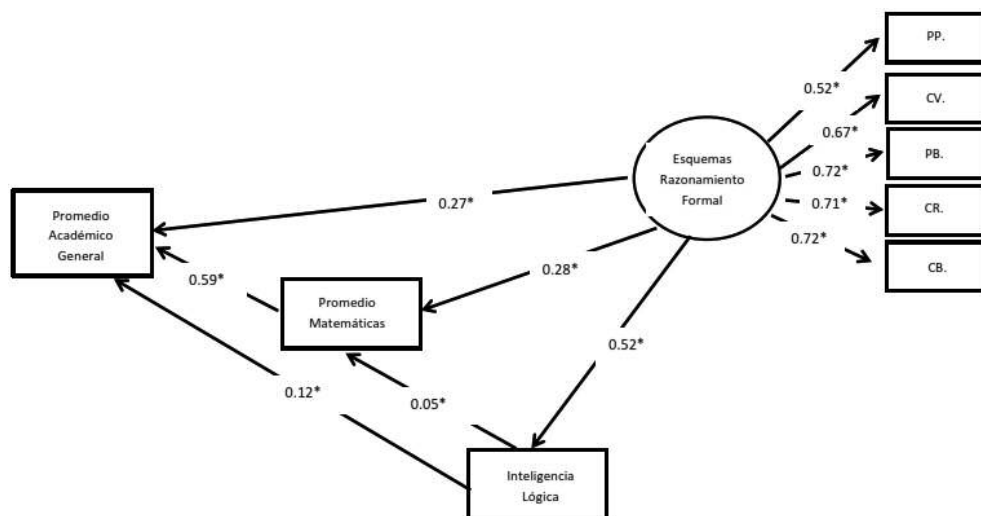 PP.
0.52*
CV.
0.67*
Esquemas
Razonamiento
Formal
PB.
0.72*
CR.
0.71*
0.72*
CB.
0.27*
Promedio
Académico
General
0.28*
0.59*
Promedio
Matemáticas
0.52*
0.12*
0.05*
Inteligencia
Lógica